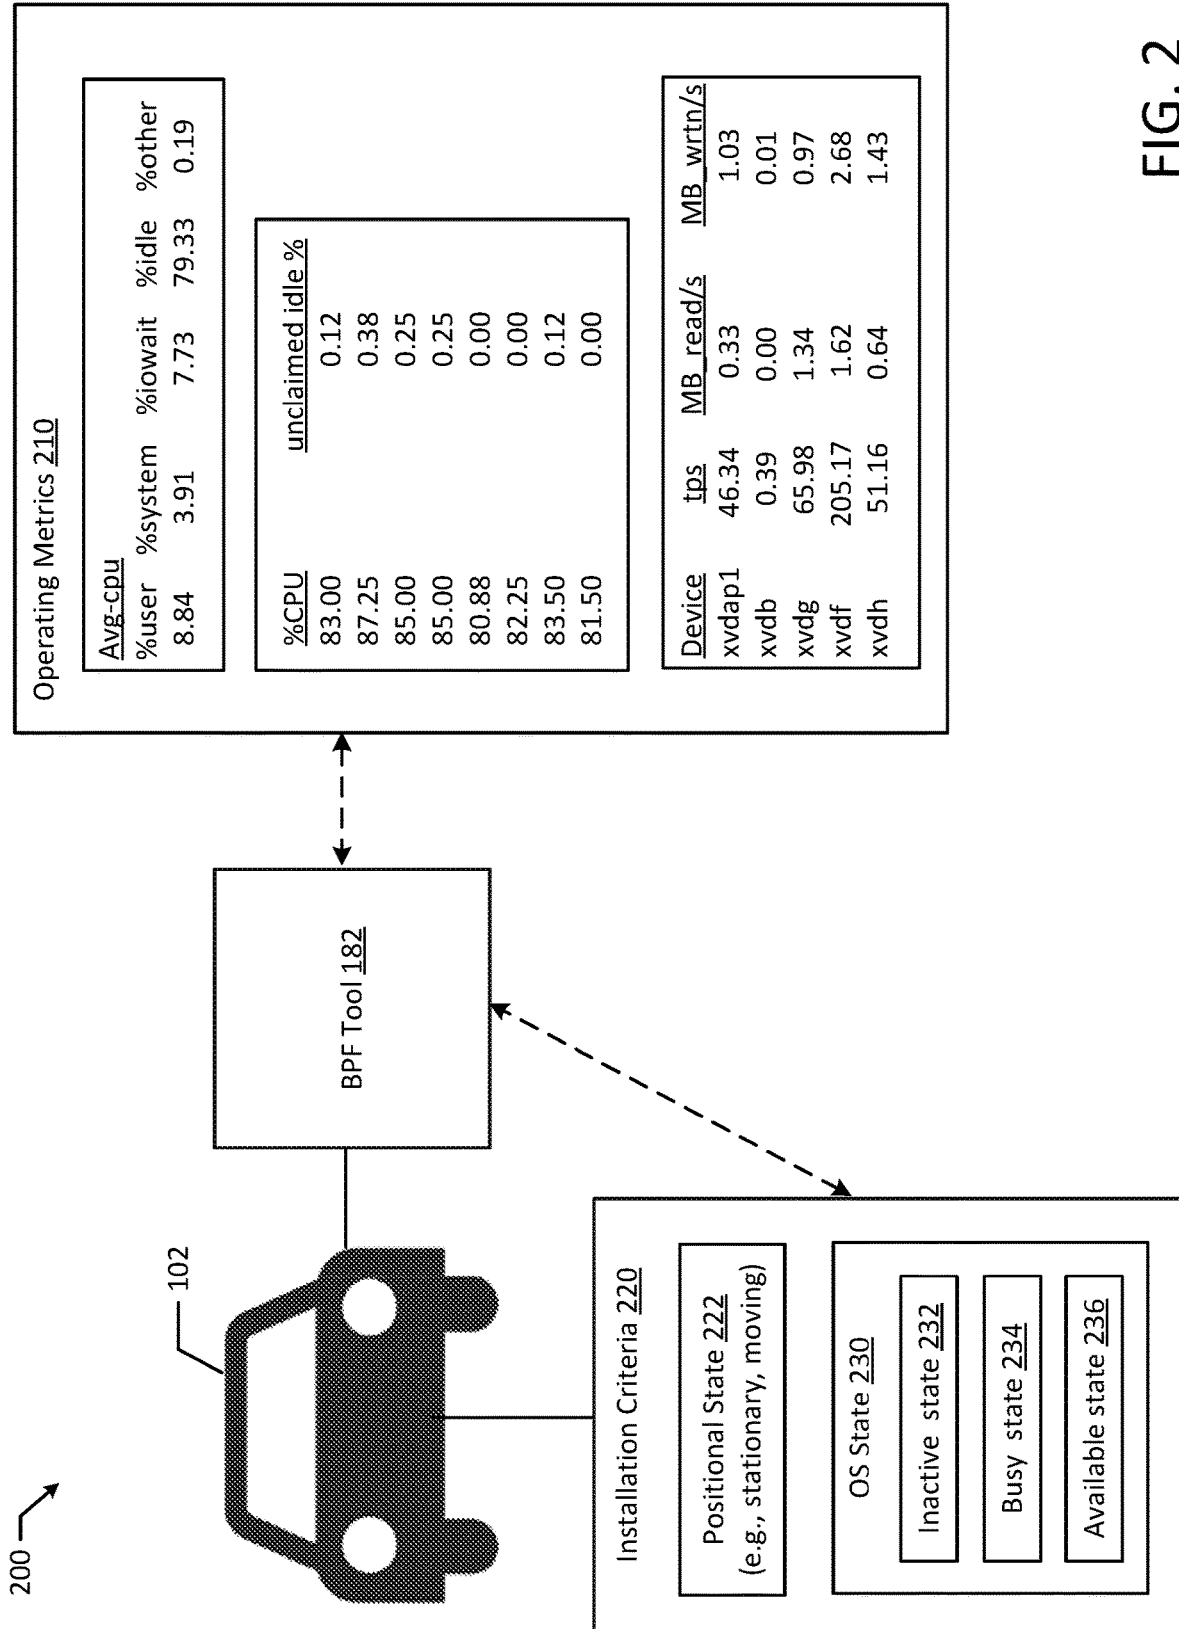 200
102
BPF Tool 182
Operating Metrics 210
Avg-cpu
%user %system %iowait %idle %other
8.84 3.91 7.73 79.33 0.19
%CPU unclaimed idle %
83.00 0.12
87.25 0.38
85.00 0.25
85.00 0.25
80.88 0.00
82.25 0.00
83.50 0.12
81.50 0.00
Device tps MB_read/s MB_wrtn/s
xvdap1 46.34 0.33 1.03
xvdb 0.39 0.00 0.01
xvdg 65.98 1.34 0.97
xvdf 205.17 1.62 2.68
xvdh 51.16 0.64 1.43
Installation Criteria 220
Positional State 222
(e.g., stationary, moving)
OS State 230
Inactive state 232
Busy state 234
Available state 236
FIG. 2